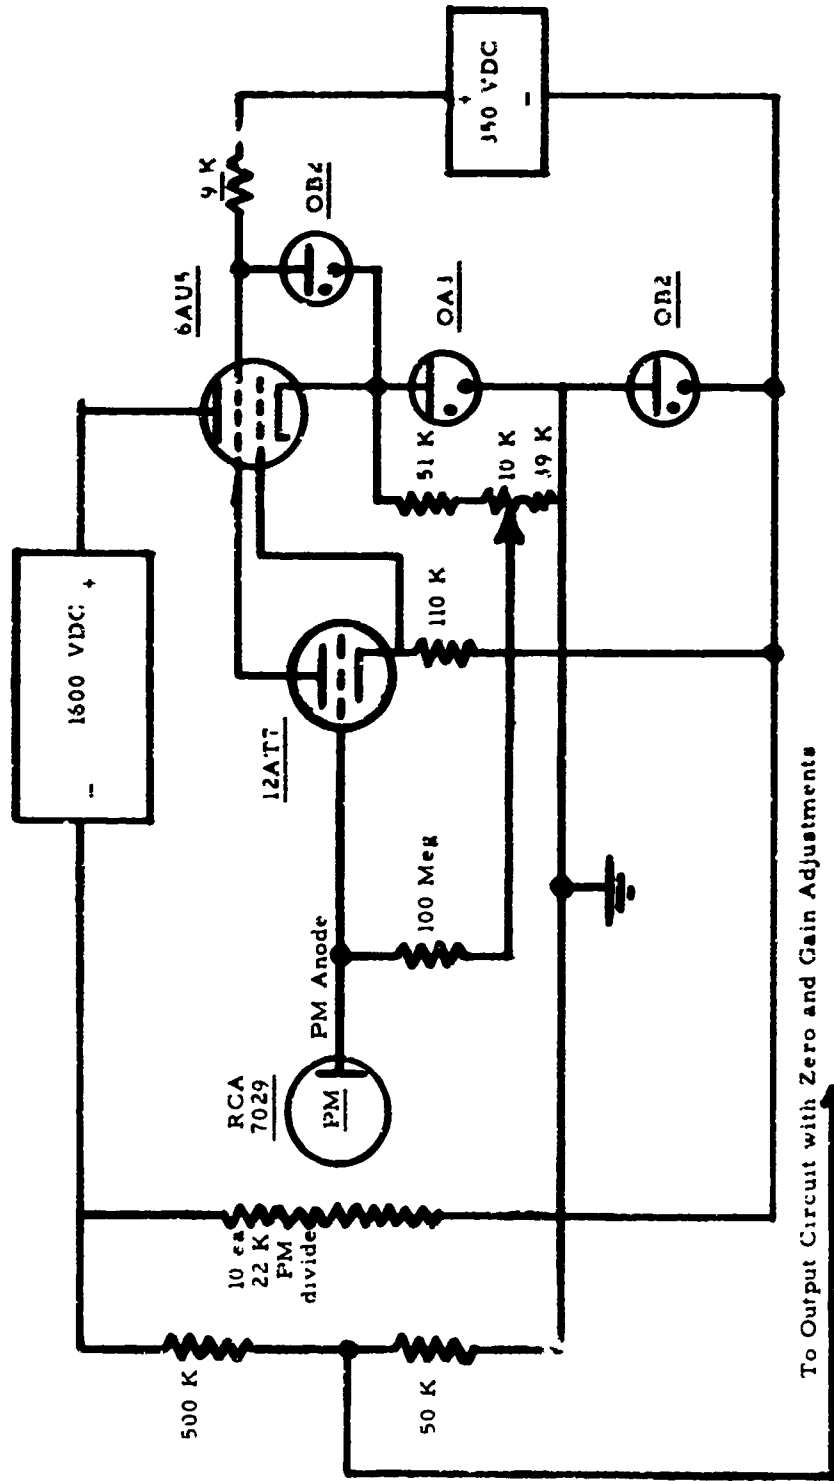 1600 VDC
-
+
6AU5
9 K
OB2
350 VDC
+
-
12AT7
110 K
51 K
10 K
39 K
OA3
OB2
RCA
7029
PM
PM Anode
100 Meg
10 ea
22 K
PM
divide
500 K
50 K
To Output Circuit with Zero and Gain Adjustments